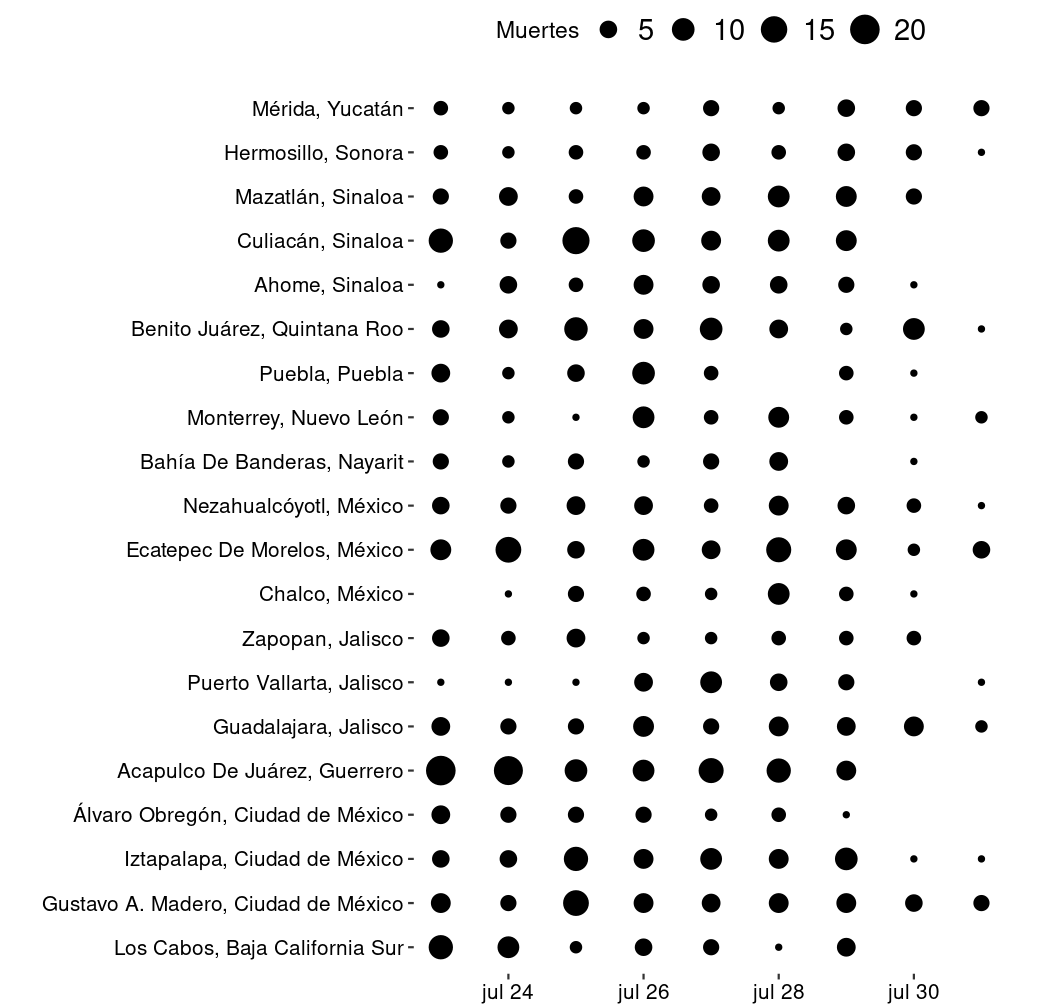 Muertes 5 10 15 20
Mérida, Yucatán
Hermosillo, Sonora
Mazatlán, Sinaloa
Culiacán, Sinaloa
Ahome, Sinaloa
Benito Juárez, Quintana Roo
Puebla, Puebla
Monterrey, Nuevo León
Bahía De Banderas, Nayarit
Nezahualcóyotl, México
Ecatepec De Morelos, México
Chalco, México
Zapopan, Jalisco
Puerto Vallarta, Jalisco
Guadalajara, Jalisco
Acapulco De Juárez, Guerrero
Álvaro Obregón, Ciudad de México
Iztapalapa, Ciudad de México
Gustavo A. Madero, Ciudad de México
Los Cabos, Baja California Sur
jul 24 jul 26 jul 28 jul 30